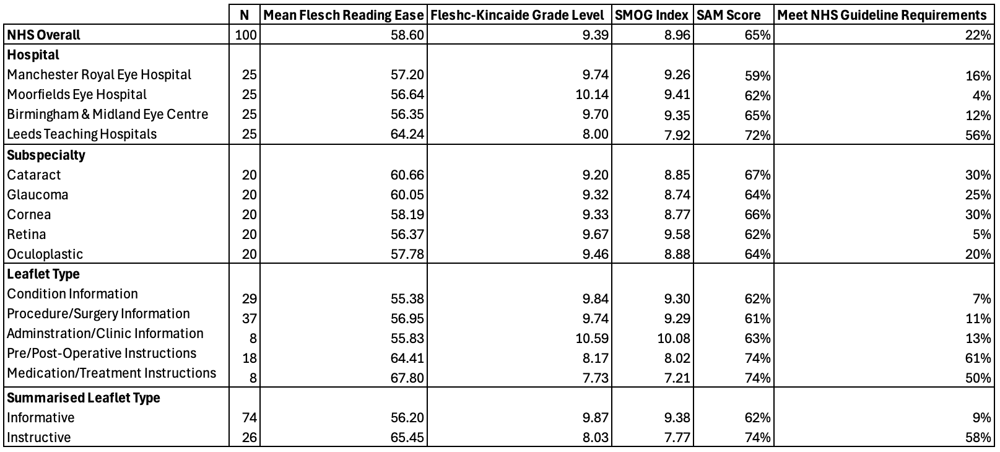 N Mean Flesch Reading Ease Fleshc-Kincaide Grade Level SMOG Index SAM Score Meet NHS Guideline Requirements
NHS Overall 100 58.60 9.39 8.96 65% 22%
Hospital
Manchester Royal Eye Hospital 25 57.20 9.74 9.26 59% 16%
Moorfields Eye Hospital 25 56.64 10.14 9.41 62% 4%
Birmingham & Midland Eye Centre 25 56.35 9.70 9.35 65% 12%
Leeds Teaching Hospitals 25 64.24 8.00 7.92 72% 56%
Subspecialty
Cataract 20 60.66 9.20 8.85 67% 30%
Glaucoma 20 60.05 9.32 8.74 64% 25%
Cornea 20 58.19 9.33 8.77 66% 30%
Retina 20 56.37 9.67 9.58 62% 5%
Oculoplastic 20 57.78 9.46 8.88 64% 20%
Leaflet Type
Condition Information 29 55.38 9.84 9.30 62% 7%
Procedure/Surgery Information 37 56.95 9.74 9.29 61% 11%
Adminstration/Clinic Information 8 55.83 10.59 10.08 63% 13%
Pre/Post-Operative Instructions 18 64.41 8.17 8.02 74% 61%
Medication/Treatment Instructions 8 67.80 7.73 7.21 74% 50%
Summarised Leaflet Type
Informative 74 56.20 9.87 9.38 62% 9%
Instructive 26 65.45 8.03 7.77 74% 58%